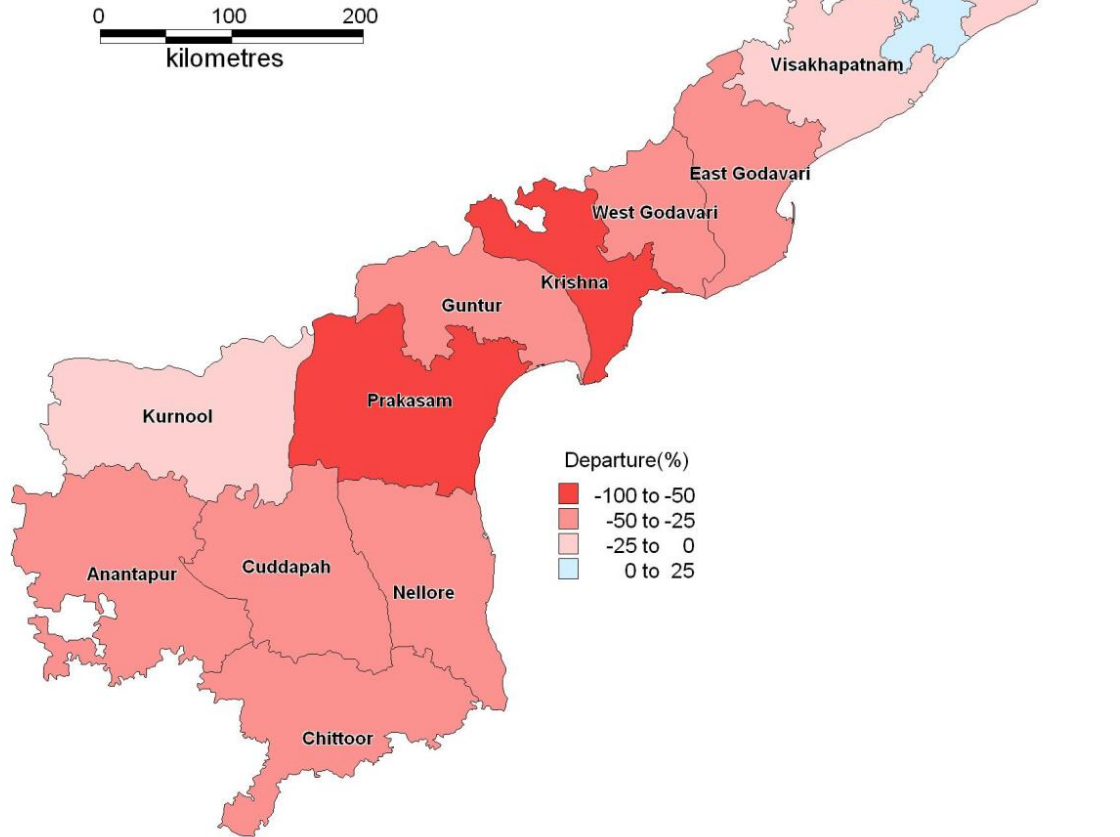 0 100 200
kilometres
Visakhapatnam
East Godavari
West Godavari
Krishna
Guntur
Prakasam
Kurnool
Departure(%)
-100 to -50
-50 to -25
-25 to 0
0 to 25
Cuddapah
Anantapur
Nellore
Chittoor